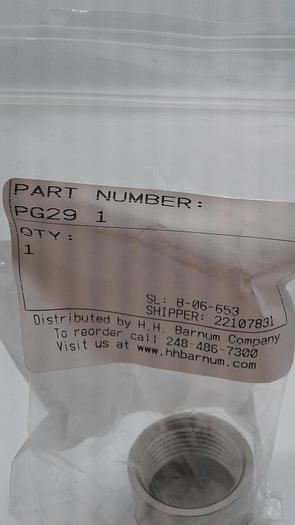 PART NUMBER:
PG29 1
QTY:
1
SL: B-06-653
SHIPPER: 22107831
Distributed by H.H. Barnum Company
To reorder call 248-486-7300
Visit us at www.hhbarnum.com